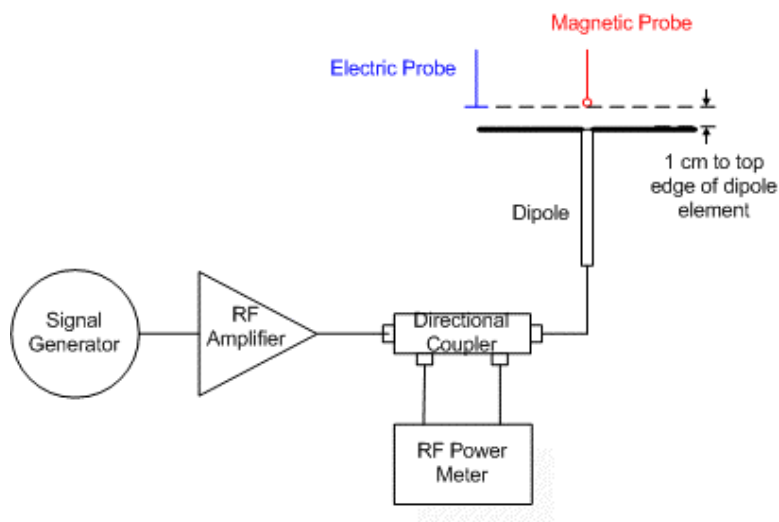 Magnetic Probe
Electric Probe
1 cm to top
edge of dipole
element
Dipole
Signal
Generator
RF
Amplifier
Directional
Coupler
RF Power
Meter